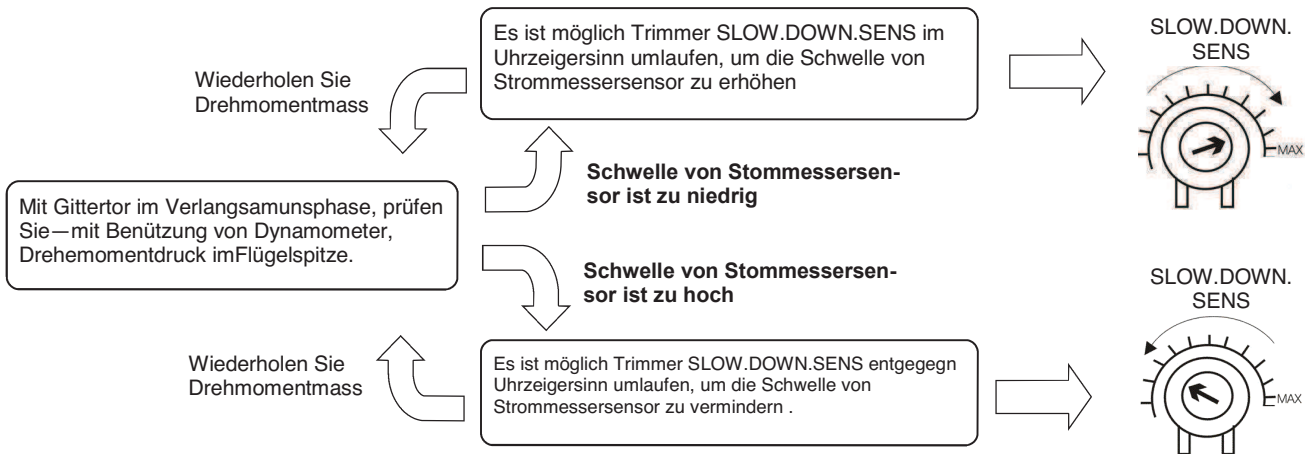 Es ist möglich Trimmer SLOW.DOWN.SENS im
Uhrzeigersinn umlaufen, um die Schwelle von
Strommessersensor zu erhöhen
SLOW.DOWN.
SENS
MAX
Wiederholen Sie
Drehmomentmass
Schwelle von Stommessersen-
sor ist zu niedrig
Mit Gittertor im Verlangsamunsphase, prüfen
Sie—mit Benützung von Dynamometer,
Drehemomentdruck imFlügelspitze.
Schwelle von Stommessersen-
sor ist zu hoch
Wiederholen Sie
Drehmomentmass
Es ist möglich Trimmer SLOW.DOWN.SENS entgegegn
Uhrzeigersinn umlaufen, um die Schwelle von
Strommessersensor zu vermindern .
SLOW.DOWN.
SENS
MAX